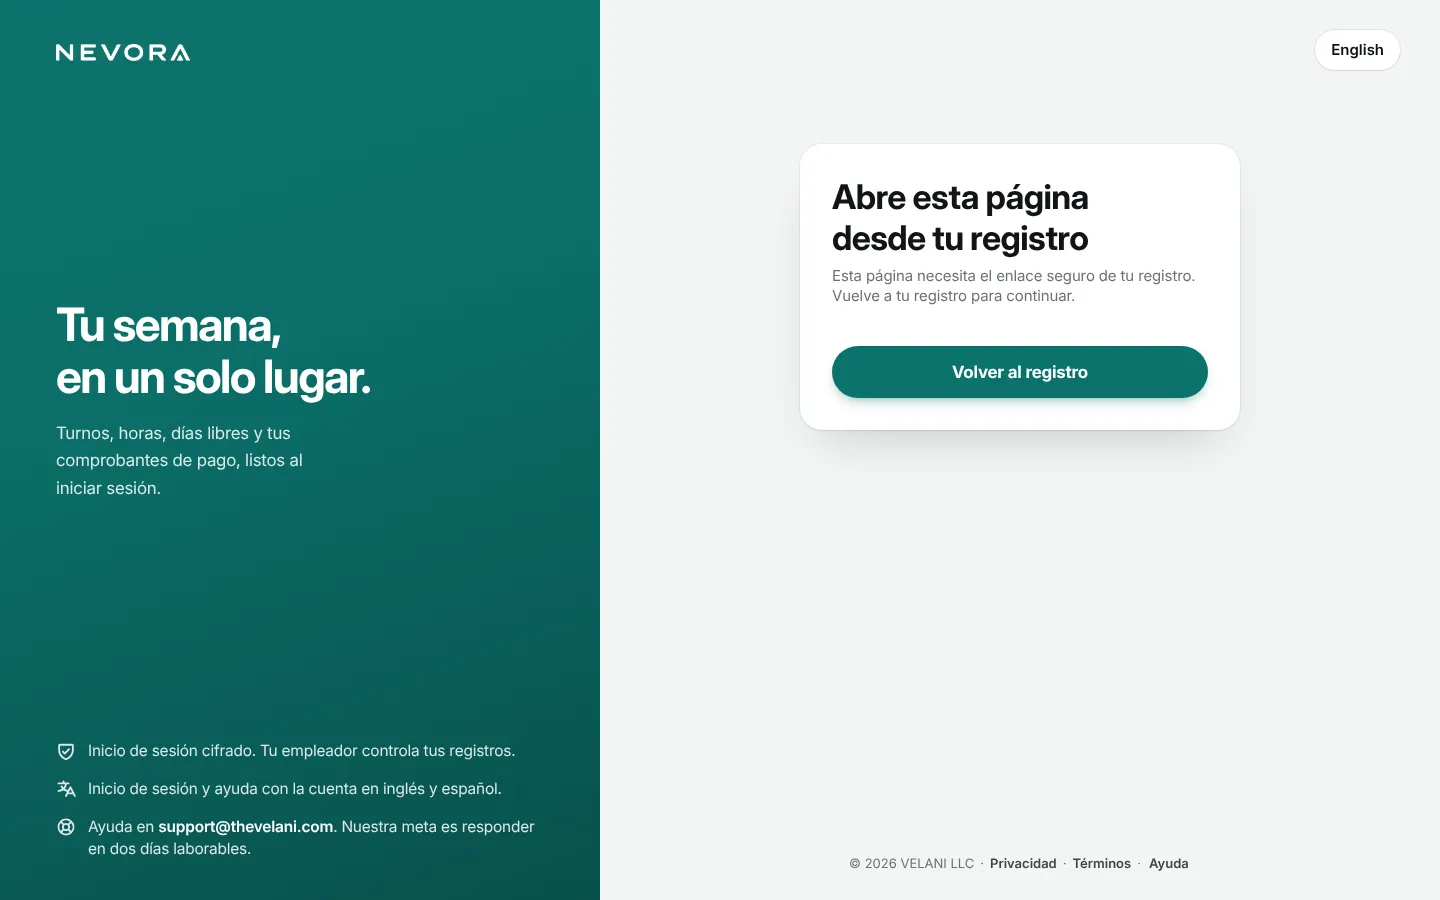 NEVORA
English
Tu semana,
en un solo lugar.
Turnos, horas, días libres y tus
comprobantes de pago, listos al
iniciar sesión.
Inicio de sesión cifrado. Tu empleador controla tus registros.
Inicio de sesión y ayuda con la cuenta en inglés y español.
Ayuda en support@thevelani.com. Nuestra meta es responder
en dos días laborables.
Abre esta página
desde tu registro
Esta página necesita el enlace seguro de tu registro.
Vuelve a tu registro para continuar.
Volver al registro
© 2026 VELANI LLC · Privacidad · Términos · Ayuda